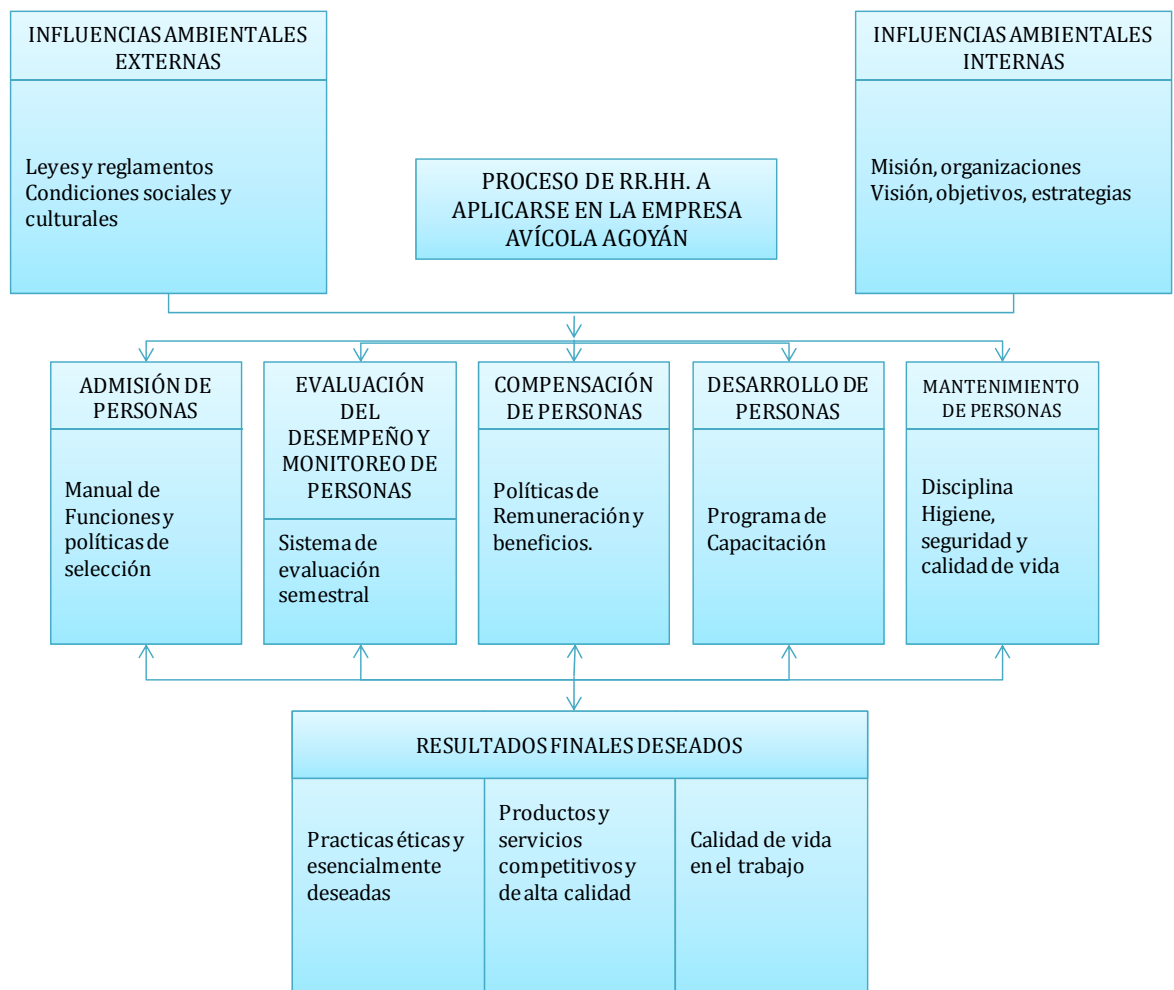 INFLUENCIAS AMBIENTALES
EXTERNAS
Leyes y reglamentos
Condiciones sociales y
culturales
PROCESO DE RR.HH. A
APLICARSE EN LA EMPRESA
AVÍCOLA AGOYÁN
INFLUENCIAS AMBIENTALES
INTERNAS
Misión, organizaciones
Visión, objetivos, estrategias
ADMISIÓN DE
PERSONAS
Manual de
Funciones y
políticas de
selección
EVALUACIÓN
DEL
DESEMPEÑO Y
MONITOREO DE
PERSONAS
Sistema de
evaluación
semestral
COMPENSACIÓN
DE PERSONAS
Políticas de
Remuneración y
beneficios.
DESARROLLO DE
PERSONAS
Programa de
Capacitación
MANTENIMIENTO
DE PERSONAS
Disciplina
Higiene,
seguridad y
calidad de vida
RESULTADOS FINALES DESEADOS
Practicas éticas y
esencialmente
deseadas
Productos y
servicios
competitivos y
de alta calidad
Calidad de vida
en el trabajo